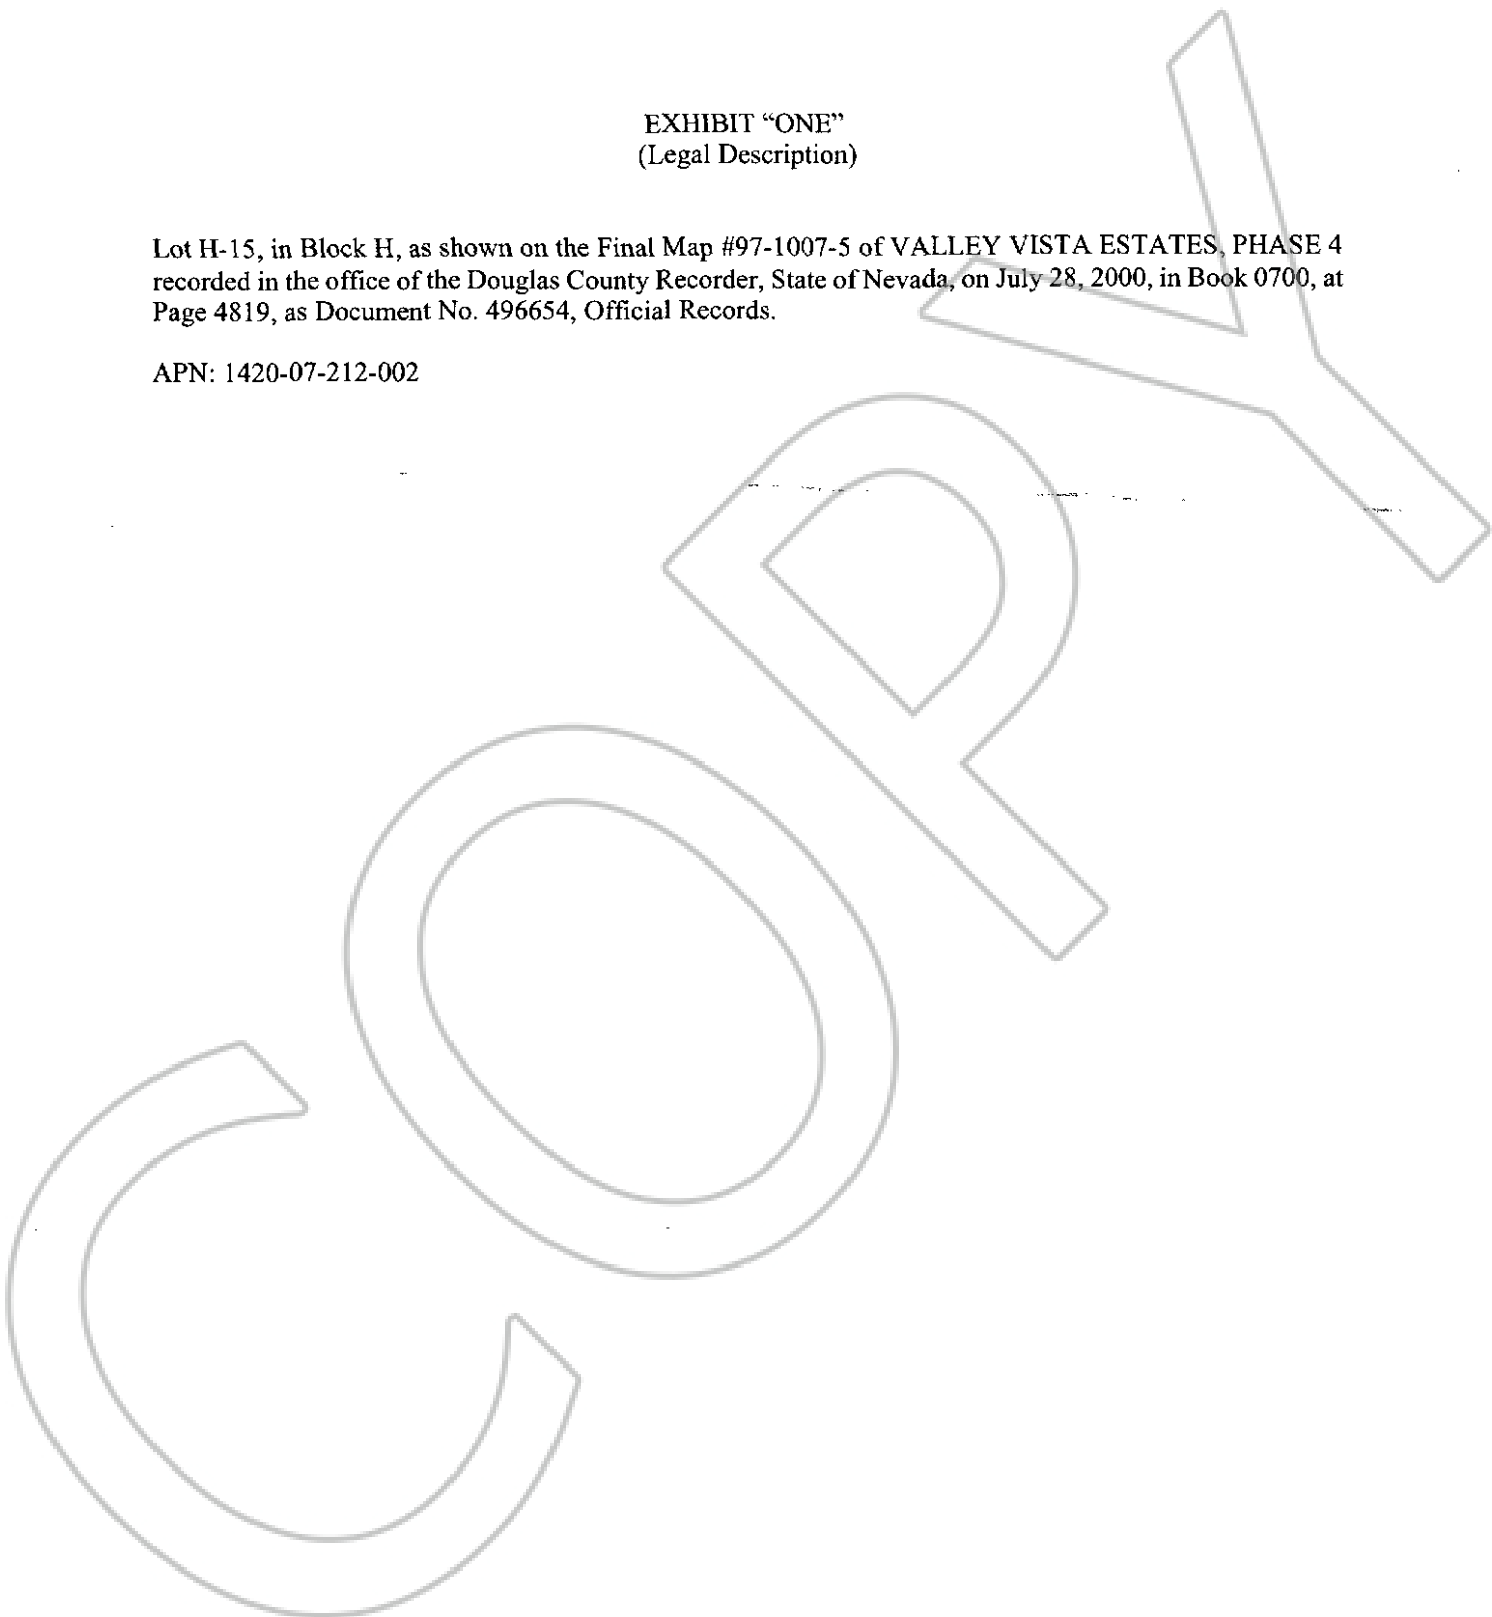 EXHIBIT “ONE”
(Legal Description)
Lot H-15, in Block H, as shown on the Final Map #97-1007-5 of VALLEY VISTA ESTATES, PHASE 4
recorded in the office of the Douglas County Recorder, State of Nevada, on July 28, 2000, in Book 0700, at
Page 4819, as Document No. 496654, Official Records.
APN: 1420-07-212-002
COPY